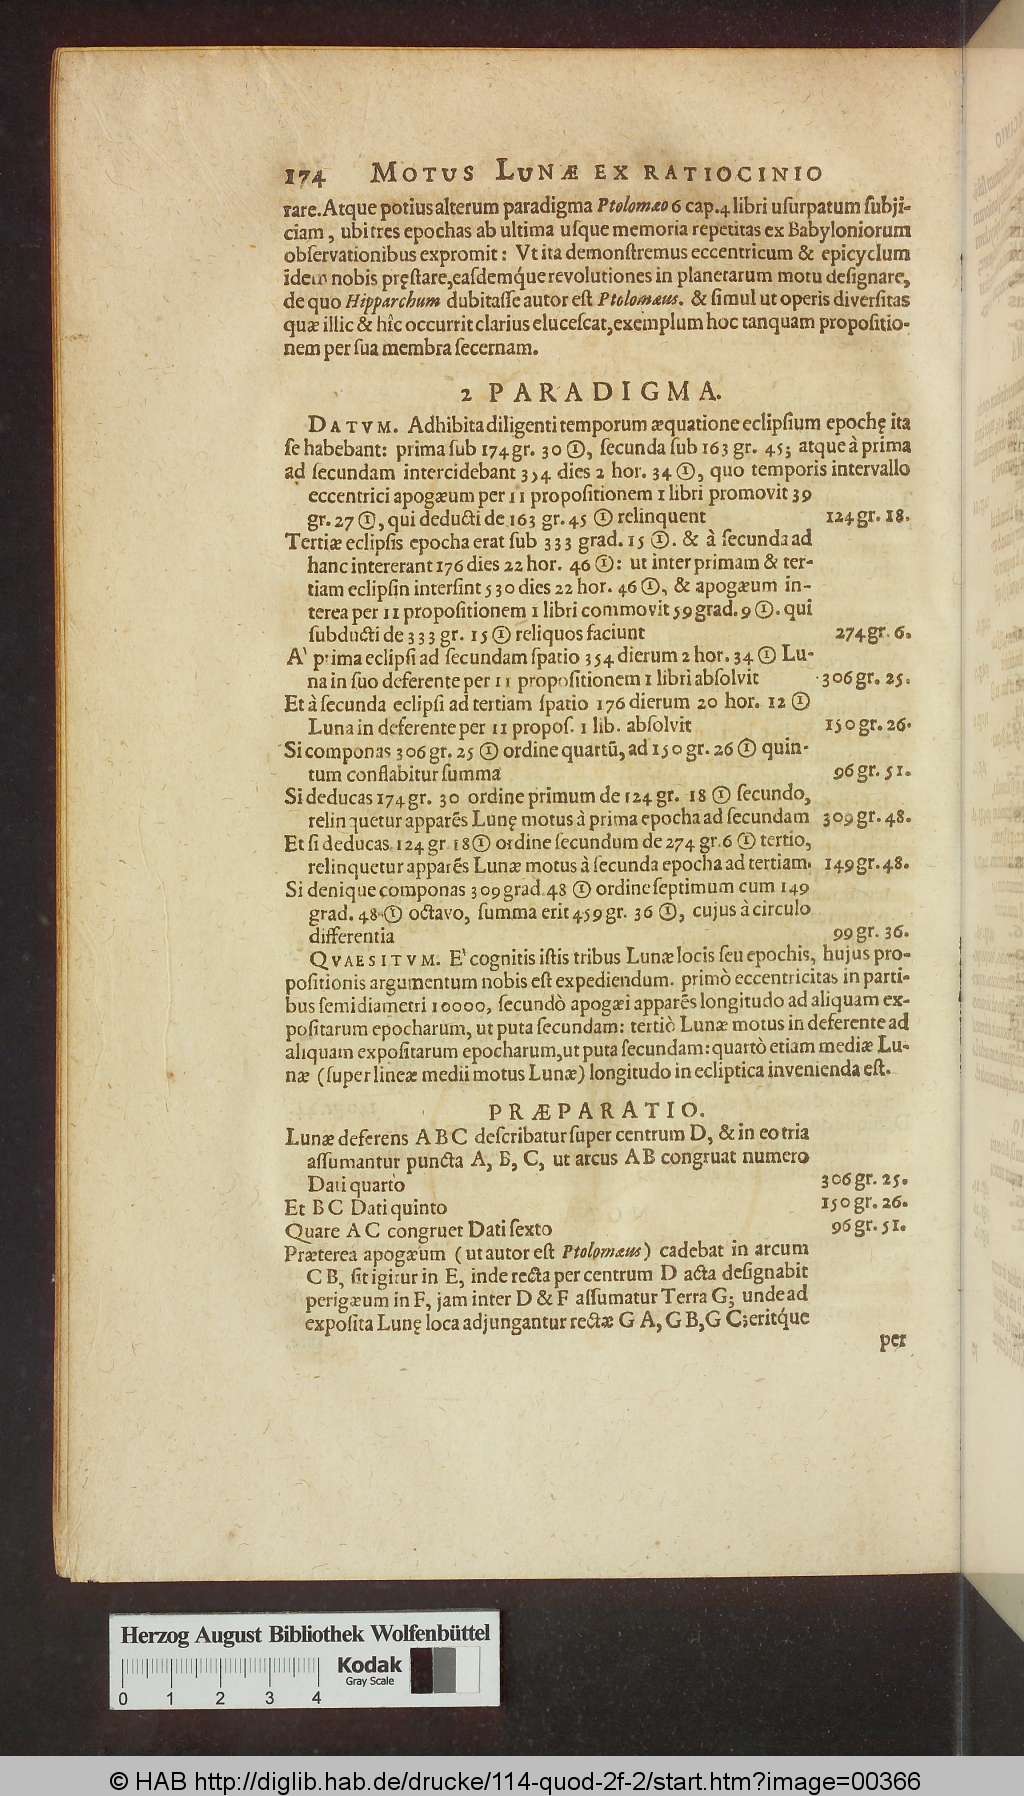 174 MOTUS LUNÆ EX RATIOCINIO
rare. Atque potius alterum paradigma Ptolomæo 6 cap. 4 libri usurpatum subji-
ciam, ubi tres epochas ab ultima usque memoria repetitas ex Babyloniorum
observationibus expromit: Vt ita demonstremus eccentricum & epicyclum
idem nobis pręstare, easdemq́ue revolutiones in planetarum motu designare,
de quo Hipparchum dubitasse autor est Ptolomæus. & simul ut operis diversitas
quæ illic & hîc occurrit clarius elucescat, exemplum hoc tanquam propositio-
nem per sua membra secernam.
2 PARADIGMA.
DATVM. Adhibita diligenti temporum æquatione eclipsium epochę ita
se habebant: prima sub 174 gr. 30 ①, secunda sub 163 gr. 45; atque à prima
ad secundam intercidebant 354 dies 2 hor. 34 ①, quo temporis intervallo
eccentrici apogæum per 11 propositionem 1 libri promovit 39
gr. 27 ①, qui deducti de 163 gr. 45 ① relinquent 124 gr. 18.
Tertiæ eclipsis epocha erat sub 333 grad. 15 ①. & à secunda ad
hanc intererant 176 dies 22 hor. 46 ①: ut inter primam & ter-
tiam eclipsin intersint 530 dies 22 hor. 46 ①, & apogæum in-
terea per 11 propositionem 1 libri commovit 59 grad. 9 ①. qui
subducti de 333 gr. 15 ① reliquos faciunt 274 gr. 6.
A' prima eclipsi ad secundam spatio 354 dierum 2 hor. 34 ① Lu-
na in suo deferente per 11 propositionem 1 libri absolvit 306 gr. 25.
Et à secunda eclipsi ad tertiam spatio 176 dierum 20 hor. 12 ①
Luna in deferente per 11 propos. 1 lib. absolvit 150 gr. 26.
Si componas 306 gr. 25 ① ordine quartū, ad 150 gr. 26 ① quin-
tum conflabitur summa 96 gr. 51.
Si deducas 174 gr. 30 ordine primum de 124 gr. 18 ① secundo,
relinquetur apparēs Lunę motus à prima epocha ad secundam 309 gr. 48.
Et si deducas 124 gr 18 ① ordine secundum de 274 gr. 6 ① tertio,
relinquetur apparēs Lunæ motus à secunda epocha ad tertiam. 149 gr. 48.
Si denique componas 309 grad. 48 ① ordine septimum cum 149
grad. 48 ① octavo, summa erit 459 gr. 36 ①, cujus à circulo
differentia 99 gr. 36.
QVAESITVM. E' cognitis istis tribus Lunæ locis seu epochis, hujus pro-
positionis argumentum nobis est expediendum. primò eccentricitas in parti-
bus semidiametri 10000, secundò apogæi apparēs longitudo ad aliquam ex-
positarum epocharum, ut puta secundam: tertiò Lunæ motus in deferente ad
aliquam expositarum epocharum, ut puta secundam: quartò etiam mediæ Lu-
næ (super lineæ medii motus Lunæ) longitudo in ecliptica invenienda est.
PRÆPARATIO.
Lunæ deferens ABC describatur super centrum D, & in eo tria
assumantur puncta A, B, C, ut arcus AB congruat numero
Dati quarto 306 gr. 25.
Et BC Dati quinto 150 gr. 26.
Quare AC congruet Dati sexto 96 gr. 51.
Præterea apogæum (ut autor est Ptolomæus) cadebat in arcum
CB, sit igitur in E, inde recta per centrum D acta designabit
perigæum in F, jam inter D & F assumatur Terra G; unde ad
exposita Lunę loca adjungantur rectæ GA, GB, GC; eritq́ue
per
Herzog August Bibliothek Wolfenbüttel
Kodak
Gray Scale
0 1 2 3 4
© HAB http://diglib.hab.de/drucke/114-quod-2f-2/start.htm?image=00366